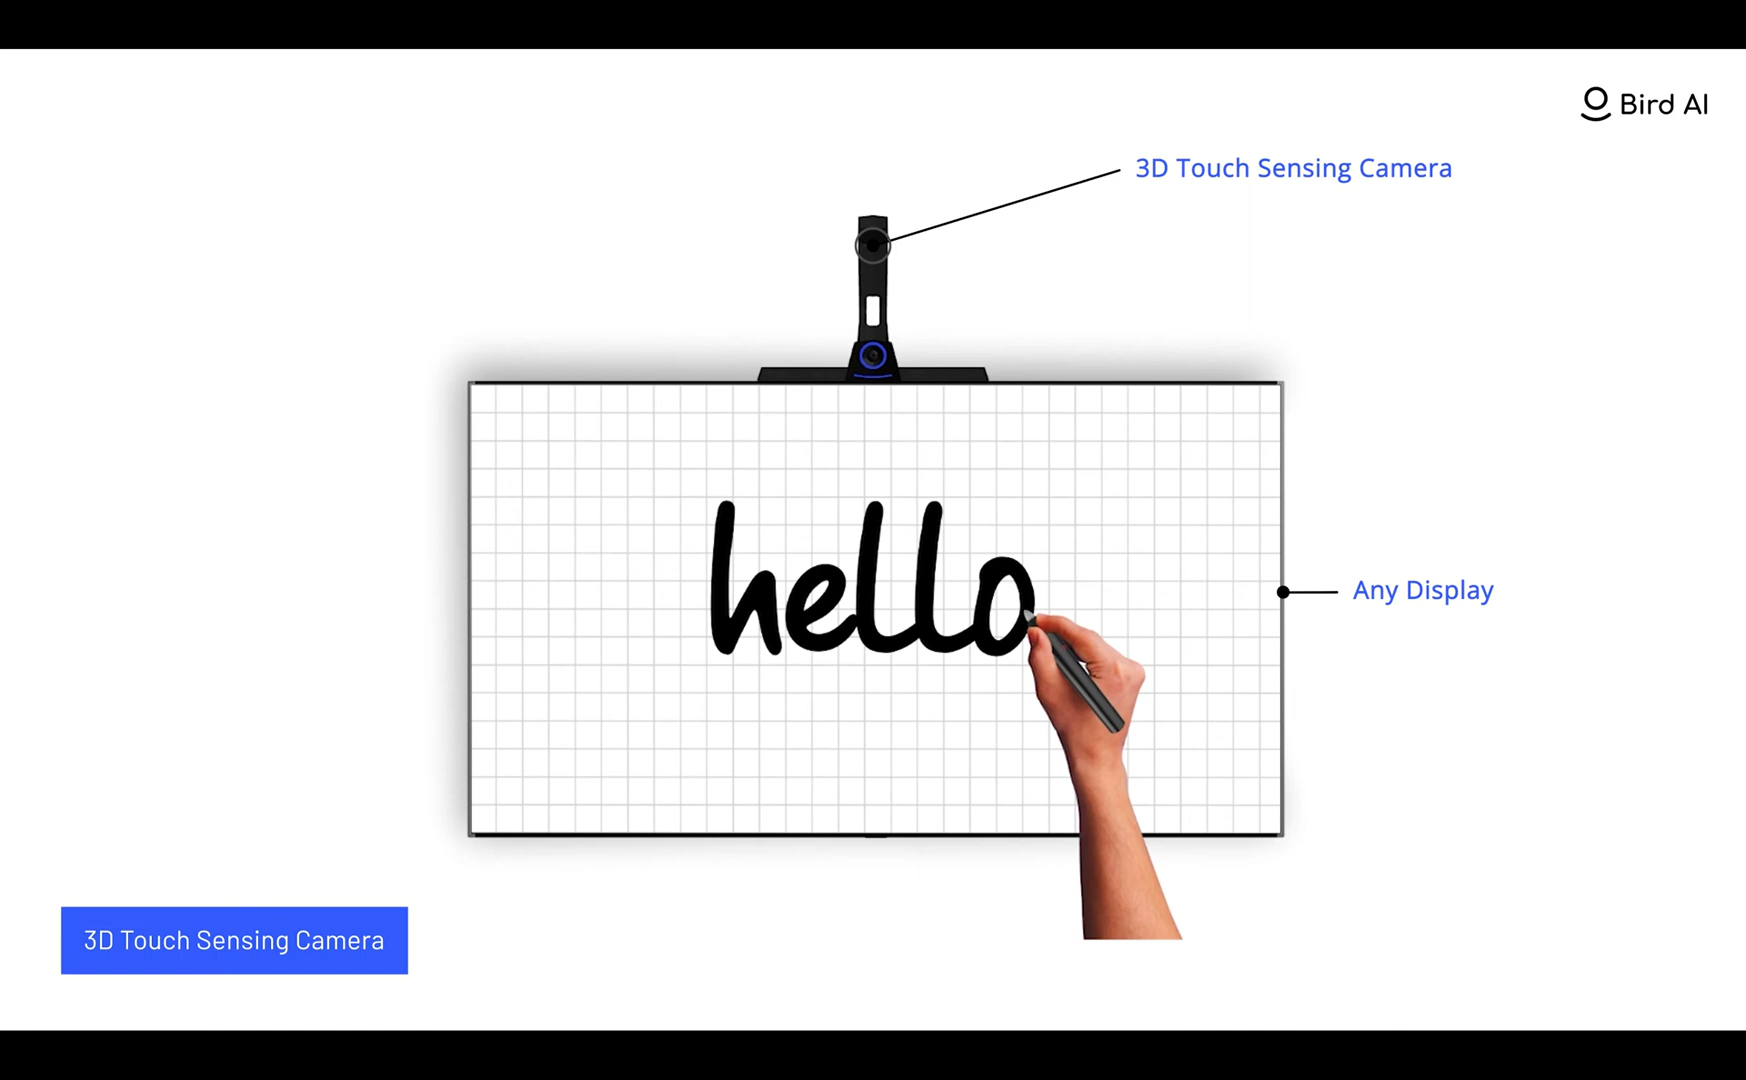 Bird AI
3D Touch Sensing Camera
hello
Any Display
3D Touch Sensing Camera